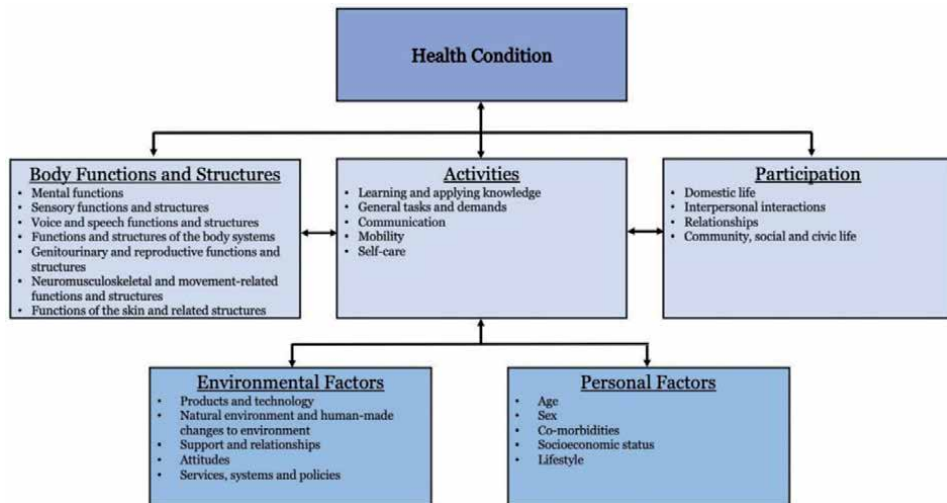 Health Condition
Body Functions and Structures
• Mental functions
• Sensory functions and structures
• Voice and speech functions and structures
• Functions and structures of the body systems
• Genitourinary and reproductive functions and
structures
• Neuromusculoskeletal and movement-related
functions and structures
• Functions of the skin and related structures
Activities
• Learning and applying knowledge
• General tasks and demands
• Communication
• Mobility
• Self-care
Participation
• Domestic life
• Interpersonal interactions
• Relationships
• Community, social and civic life
Environmental Factors
• Products and technology
• Natural environment and human-made
changes to environment
• Support and relationships
• Attitudes
• Services, systems and policies
Personal Factors
• Age
• Sex
• Co-morbidities
• Socioeconomic status
• Lifestyle